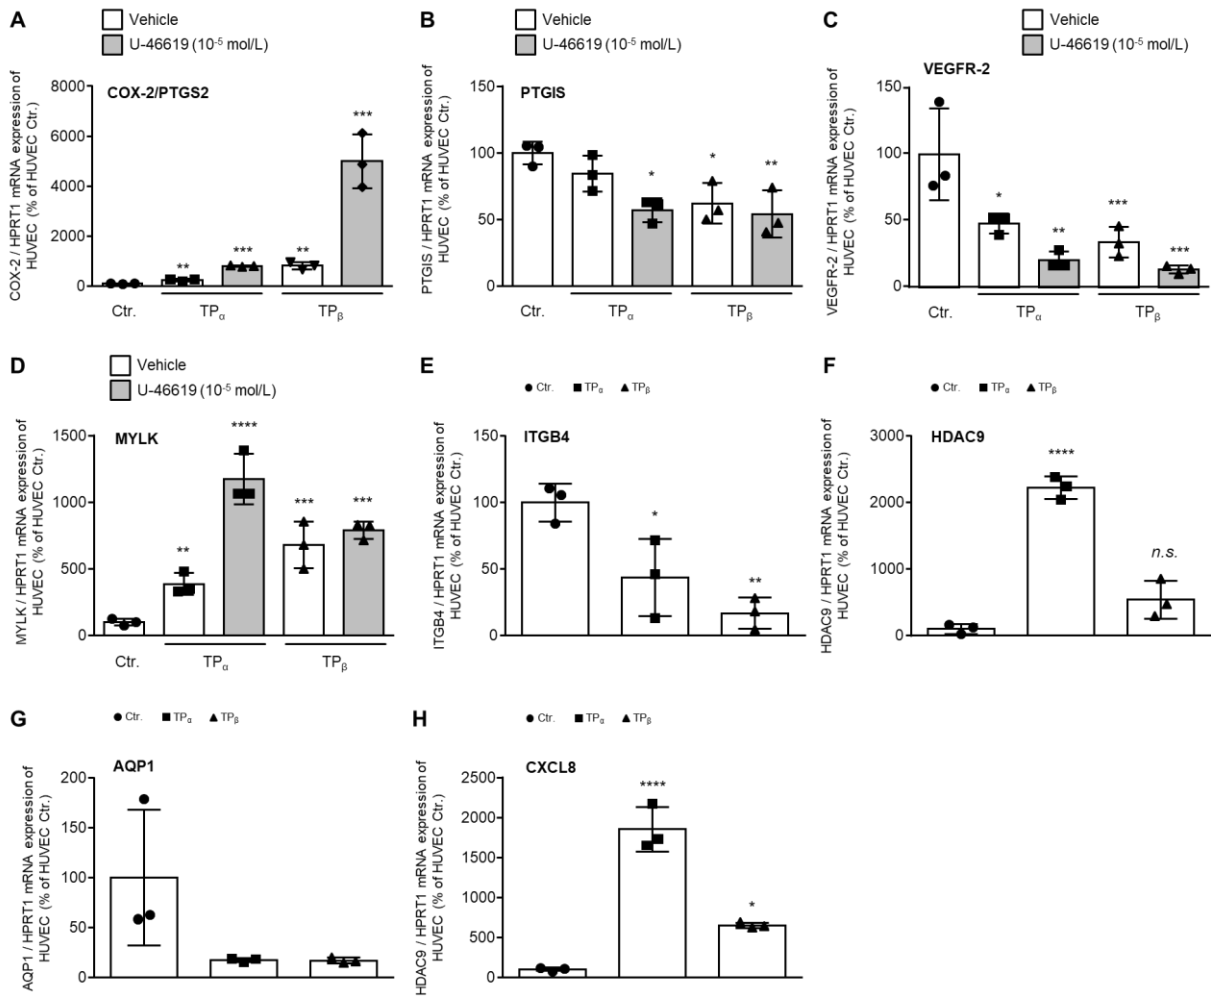 A
Vehicle
U-46619 (10-5 mol/L)
COX-2 / HPRT1 mRNA expression of
HUVEC (% of HUVEC Ctr.)
COX-2/PTGS2
8000
6000
4000
2000
0
**
***
**
***
Ctr.
TPα
TPβ
B
Vehicle
U-46619 (10-5 mol/L)
PTGIS / HPRT1 mRNA expression of
HUVEC (% of HUVEC Ctr.)
PTGIS
150
100
50
0
*
*
**
Ctr.
TPα
TPβ
C
Vehicle
U-46619 (10-5 mol/L)
VEGFR-2 / HPRT1 mRNA expression of
HUVEC (% of HUVEC Ctr.)
VEGFR-2
150
100
50
0
*
**
***
***
Ctr.
TPα
TPβ
D
Vehicle
U-46619 (10-5 mol/L)
MYLK / HPRT1 mRNA expression of
HUVEC (% of HUVEC Ctr.)
MYLK
1500
1000
500
0
**
****
***
***
Ctr.
TPα
TPβ
E
Ctr. TPα TPβ
ITGB4 / HPRT1 mRNA expression of
HUVEC (% of HUVEC Ctr.)
ITGB4
150
100
50
0
*
**
F
Ctr. TPα TPβ
HDAC9 / HPRT1 mRNA expression of
HUVEC (% of HUVEC Ctr.)
HDAC9
3000
2000
1000
0
****
n.s.
G
Ctr. TPα TPβ
AQP1 / HPRT1 mRNA expression of
HUVEC (% of HUVEC Ctr.)
AQP1
200
150
100
50
0
H
Ctr. TPα TPβ
HDAC9 / HPRT1 mRNA expression of
HUVEC (% of HUVEC Ctr.)
CXCL8
2500
2000
1500
1000
500
0
****
*